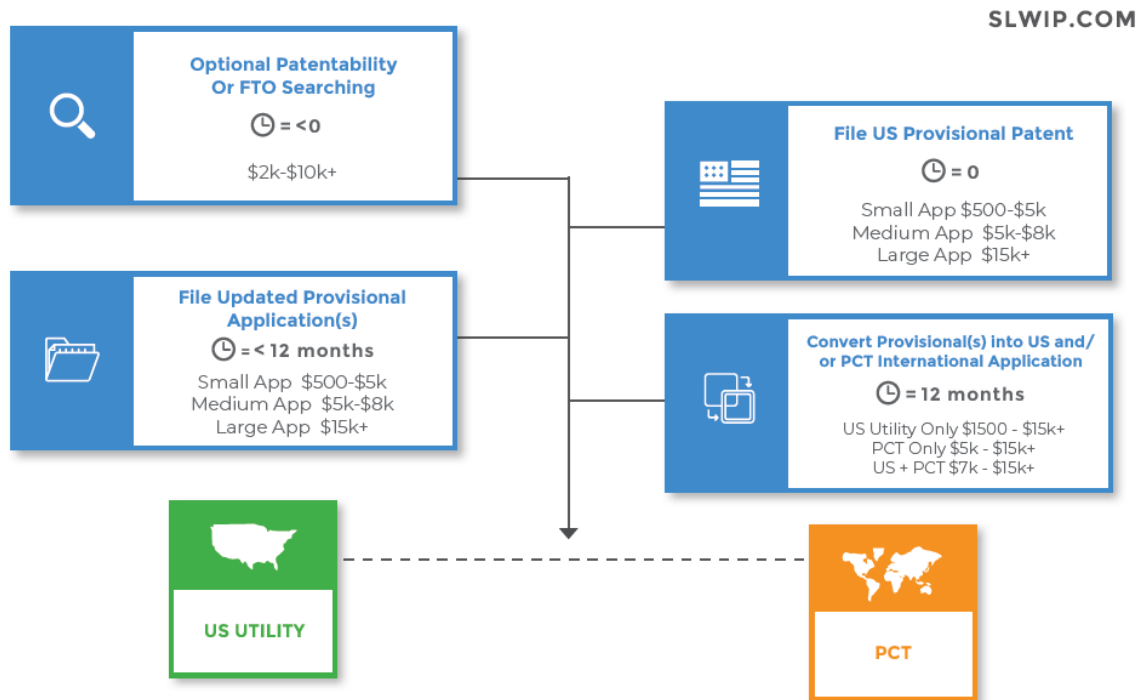 SLWIP.COM
Optional Patentability
Or FTO Searching
= <0
$2k-$10k+
File US Provisional Patent
= 0
Small App $500-$5k
Medium App $5k-$8k
Large App $15k+
File Updated Provisional
Application(s)
= < 12 months
Small App $500-$5k
Medium App $5k-$8k
Large App $15k+
Convert Provisional(s) into US and/
or PCT International Application
= 12 months
US Utility Only $1500 - $15k+
PCT Only $5k - $15k+
US + PCT $7k - $15k+
US UTILITY
PCT